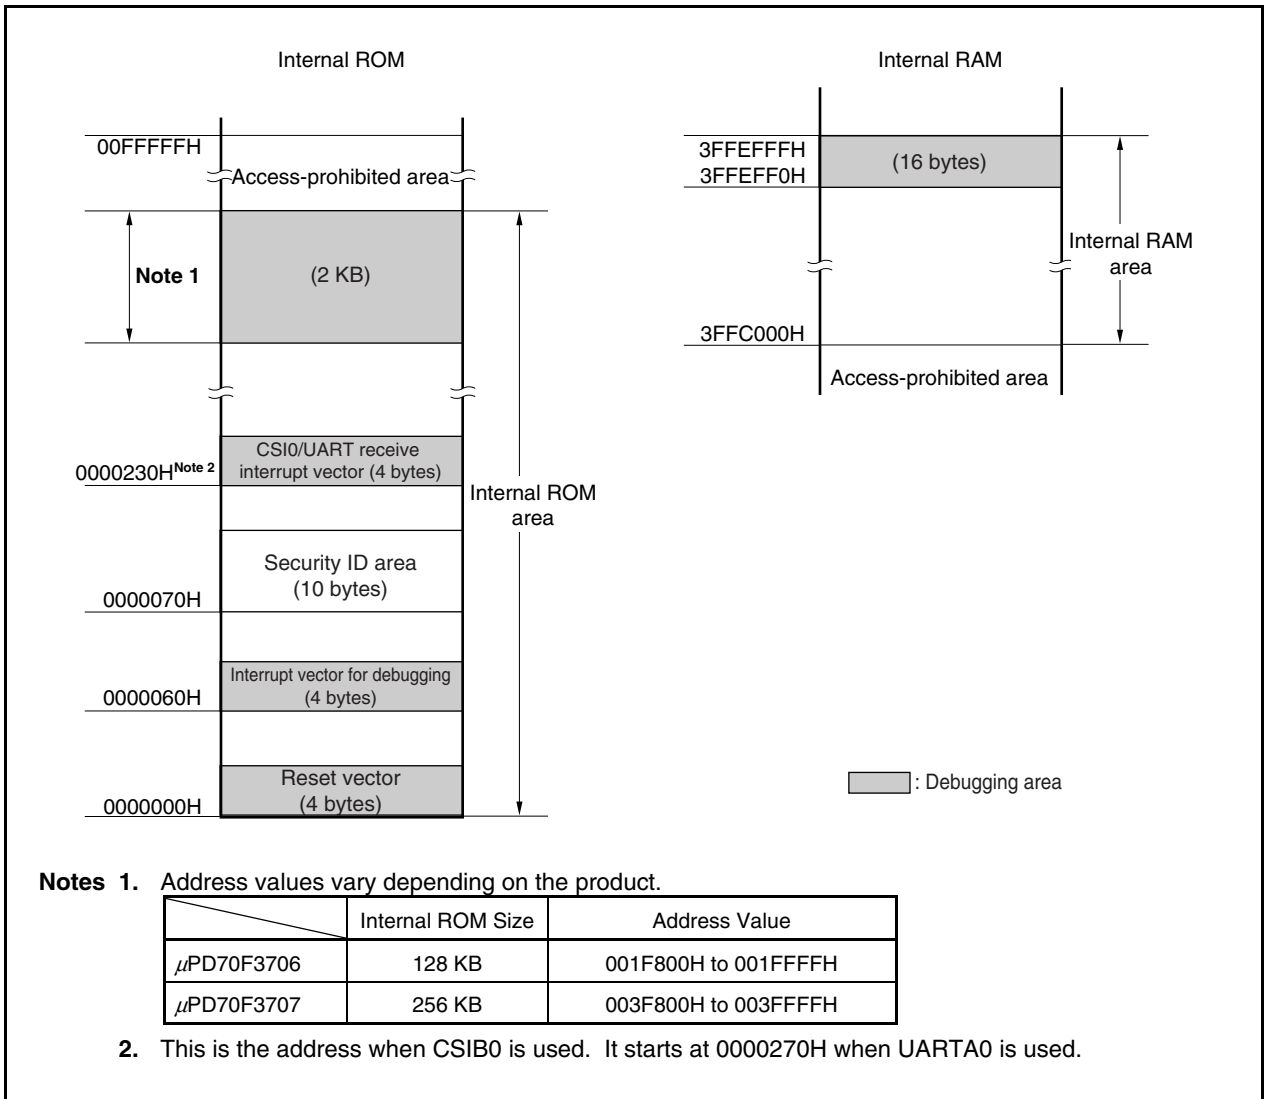 Internal ROM
00FFFFFH
Access-prohibited area
Note 1
(2 KB)
CSI0/UART receive
interrupt vector (4 bytes)
0000230H Note 2
Internal ROM
area
Security ID area
(10 bytes)
0000070H
Interrupt vector for debugging
(4 bytes)
0000060H
Reset vector
(4 bytes)
0000000H
Internal RAM
3FFEFFFH
(16 bytes)
3FFEFF0H
Internal RAM
area
3FFC000H
Access-prohibited area
: Debugging area
Notes 1. Address values vary depending on the product.
Internal ROM Size Address Value
μPD70F3706 128 KB 001F800H to 001FFFFH
μPD70F3707 256 KB 003F800H to 003FFFFH
2. This is the address when CSIB0 is used. It starts at 0000270H when UARTA0 is used.